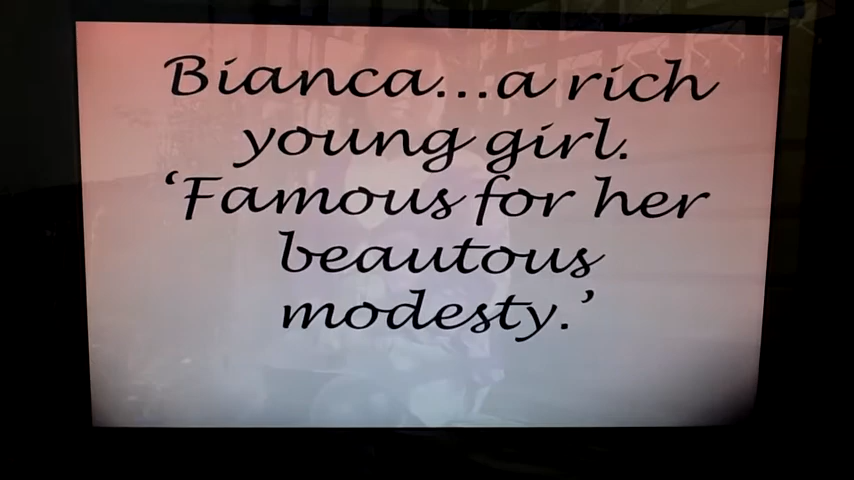 Bianca...a rich
young girl.
‘Famous for her
beautous
modesty.’